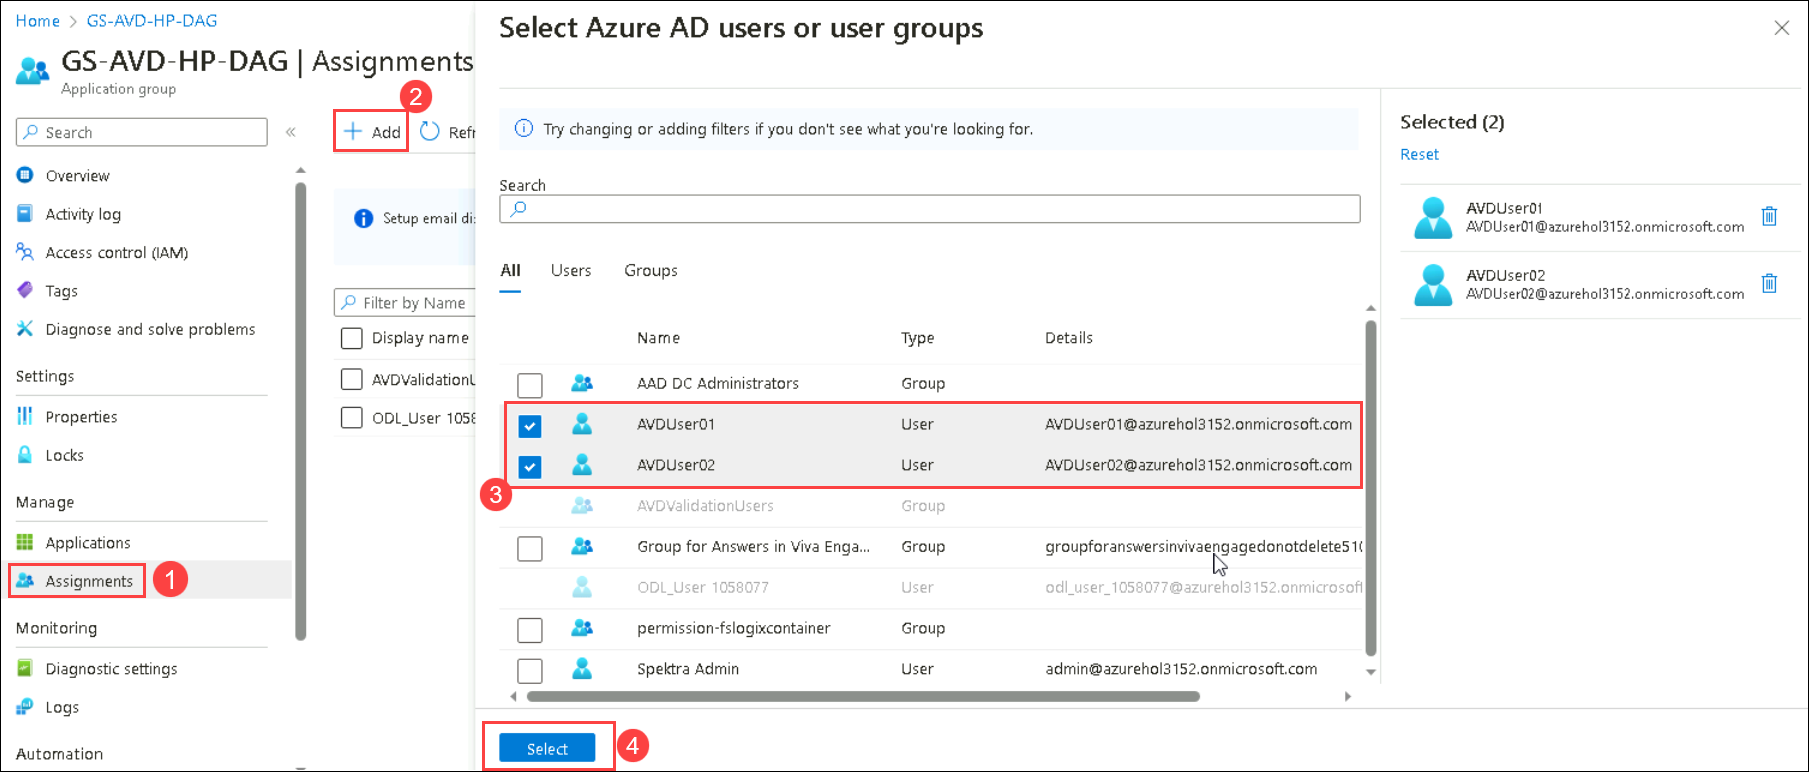 Home > GS-AVD-HP-DAG
GS-AVD-HP-DAG | Assignments
Application group
Search
«
Overview
Activity log
Access control (IAM)
Tags
Diagnose and solve problems
Settings
Properties
Locks
Manage
Applications
Assignments
1
Monitoring
Diagnostic settings
Logs
Automation
2
Add
Refr
Setup email dis
Filter by Name
Display name
AVDValidationU
ODL_User 1058
Select Azure AD users or user groups
Try changing or adding filters if you don't see what you're looking for.
Search
All Users Groups
Name Type Details
AAD DC Administrators Group
AVDUser01 User AVDUser01@azurehol3152.onmicrosoft.com
AVDUser02 User AVDUser02@azurehol3152.onmicrosoft.com
3
AVDValidationUsers Group
Group for Answers in Viva Enga... Group groupforanswersinvivaengagedonotdelete510
ODL_User 1058077 User odl_user_1058077@azurehol3152.onmicrosoft
permission-fslogixcontainer Group
Spektra Admin User admin@azurehol3152.onmicrosoft.com
Select
4
Selected (2)
Reset
AVDUser01
AVDUser01@azurehol3152.onmicrosoft.com
AVDUser02
AVDUser02@azurehol3152.onmicrosoft.com